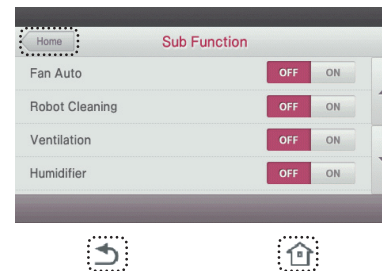 Home Sub Function
Fan Auto OFF ON
Robot Cleaning OFF ON
Ventilation OFF ON
Humidifier OFF ON